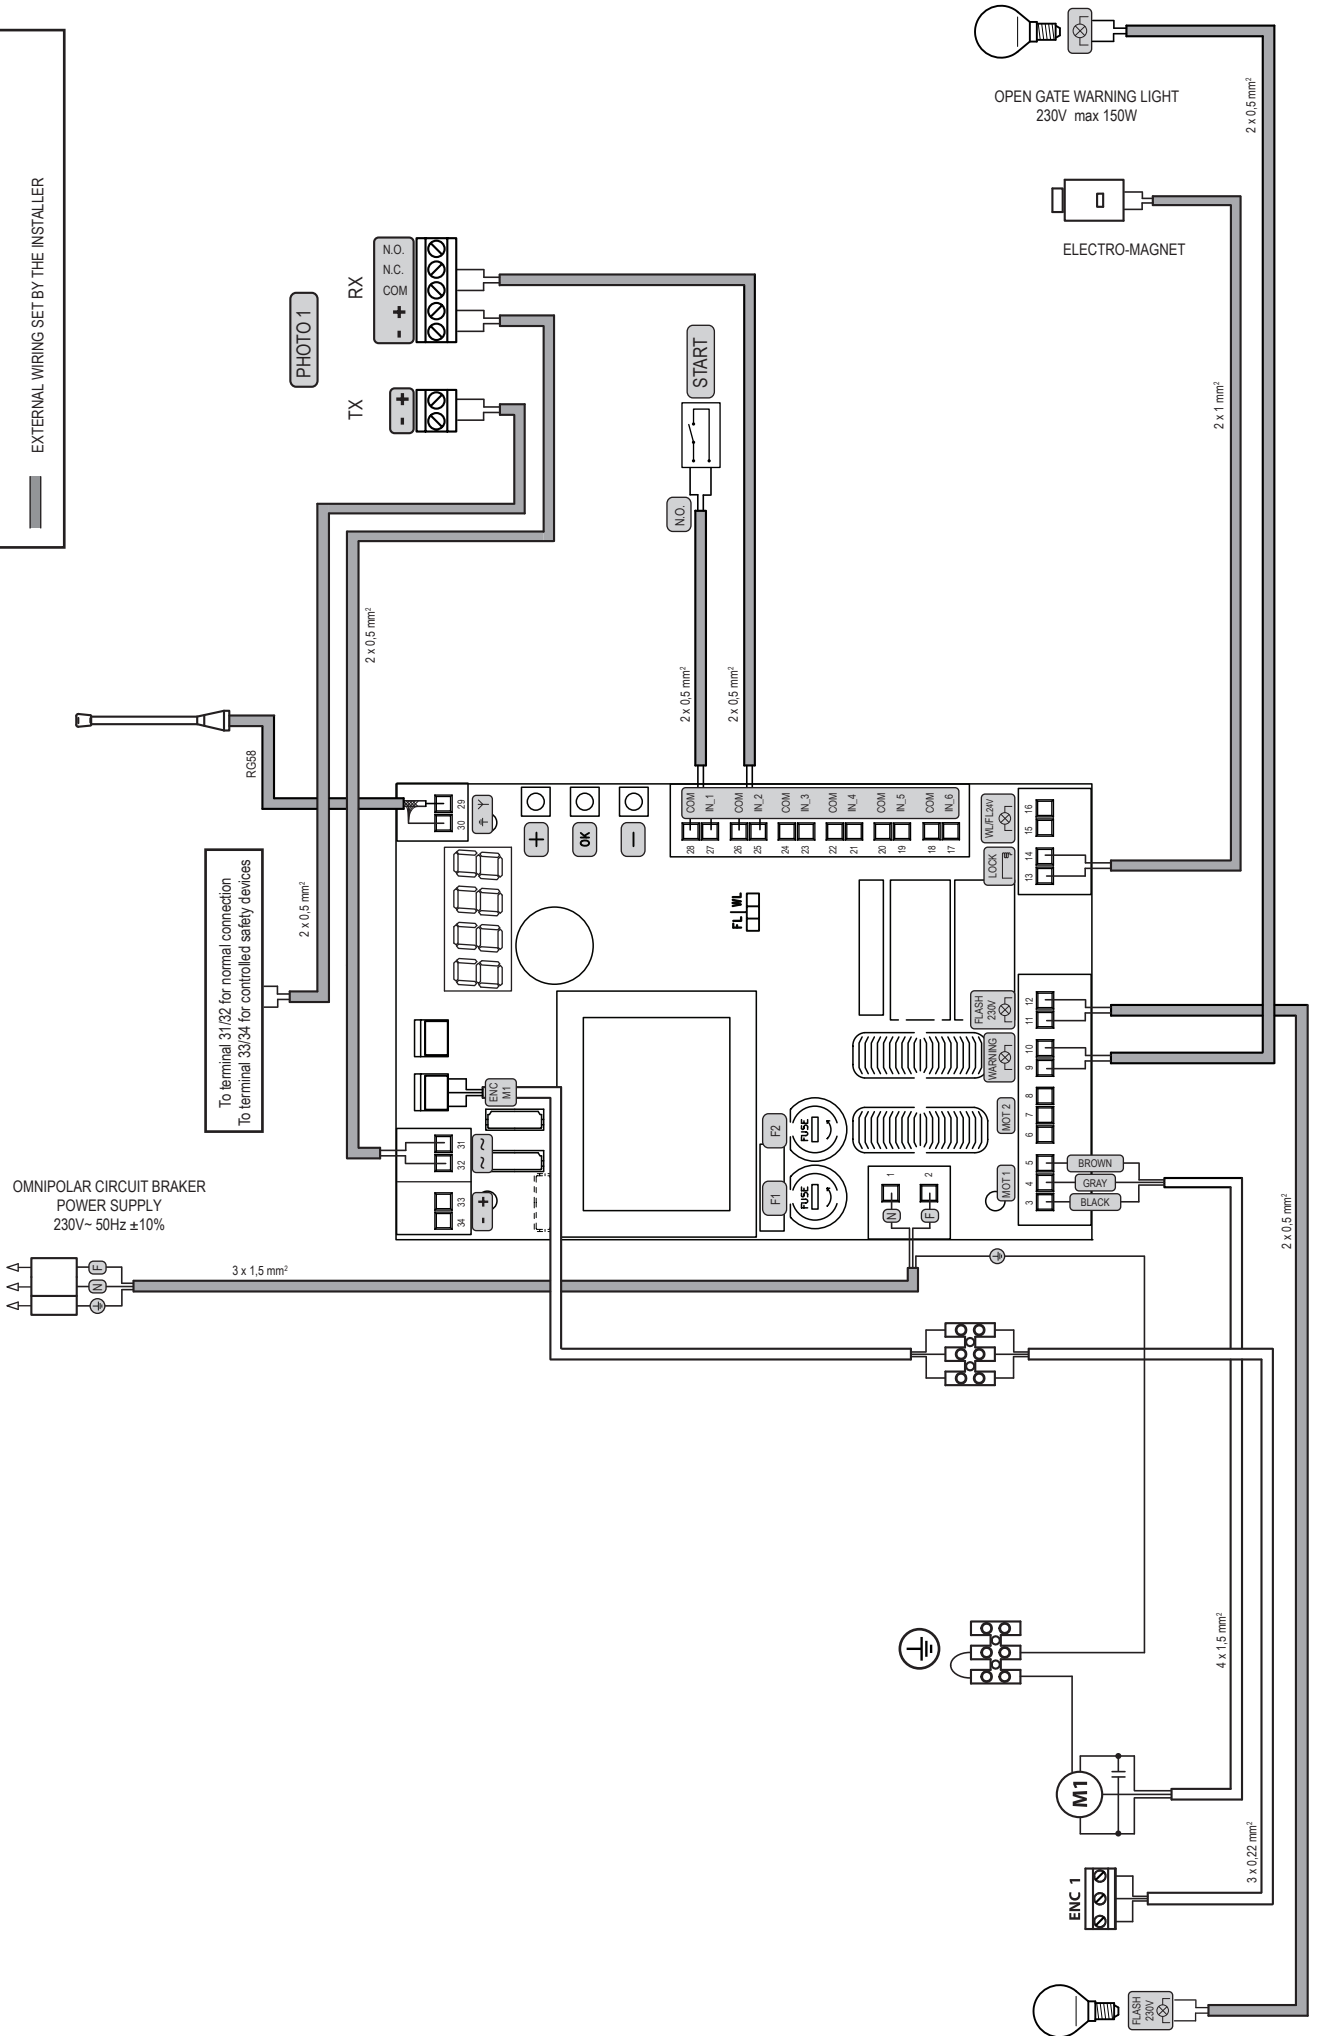 EXTERNAL WIRING SET BY THE INSTALLER
OPEN GATE WARNING LIGHT
230V max 150W
2 x 0,5 mm²
ELECTRO-MAGNET
2 x 1 mm²
PHOTO 1
RX
N.O.
N.C.
COM
+
-
TX
- +
START
N.O.
2 x 0,5 mm²
2 x 0,5 mm²
2 x 0,5 mm²
RG58
To terminal 31/32 for normal connection
To terminal 33/34 for controlled safety devices
2 x 0,5 mm²
OMNIPOLAR CIRCUIT BRAKER
POWER SUPPLY
230V~ 50Hz ±10%
F
N
3 x 1,5 mm²
30 29
+
OK
-
COM
IN_1
COM
IN_2
COM
IN_3
COM
IN_4
COM
IN_5
COM
IN_6
28
27
26
25
24
23
22
21
20
19
18
17
FL WL
ENC
M1
32 31
~ ~
34 33
- +
F2
FUSE
F1
FUSE
1
2
N
F
WL/FL24V
LOCK
16
15
14
13
FLASH
230V
WARNING
MOT 2
MOT 1
12
11
10
9
8
7
6
5
4
3
BROWN
GRAY
BLACK
2 x 0,5 mm²
4 x 1,5 mm²
M1
3 x 0,22 mm²
ENC 1
FLASH
230V